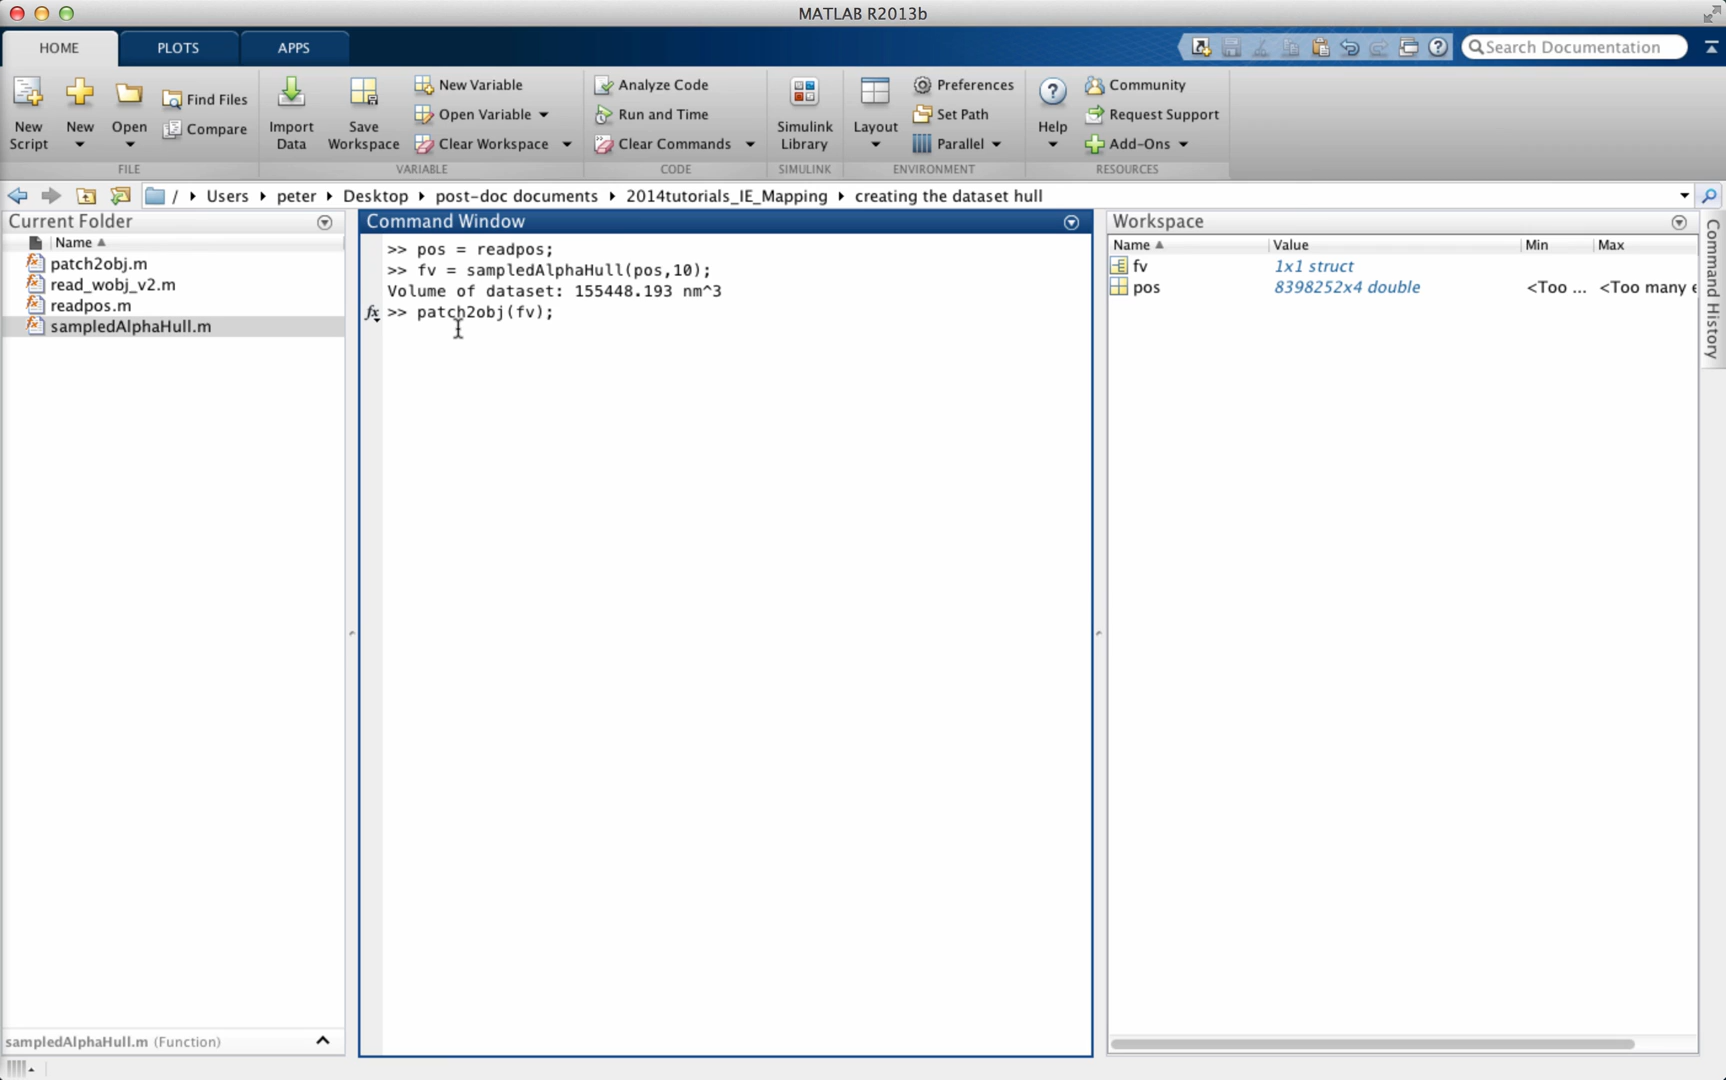 MATLAB R2013b
HOME PLOTS APPS
Search Documentation
New Script
New
Open
Find Files
Compare
Import Data
Save Workspace
New Variable
Open Variable
Clear Workspace
Analyze Code
Run and Time
Clear Commands
Simulink Library
Layout
Preferences
Set Path
Parallel
Help
Community
Request Support
Add-Ons
FILE VARIABLE CODE SIMULINK ENVIRONMENT RESOURCES
/ Users peter Desktop post-doc documents 2014tutorials_IE_Mapping creating the dataset hull
Current Folder
Name
patch2obj.m
read_wobj_v2.m
readpos.m
sampledAlphaHull.m
sampledAlphaHull.m (Function)
Command Window
>> pos = readpos;
>> fv = sampledAlphaHull(pos,10);
Volume of dataset: 155448.193 nm^3
fx >> patch2obj(fv);
Workspace
Name Value Min Max
fv 1x1 struct
pos 8398252x4 double <Too ... <Too many e
Command History